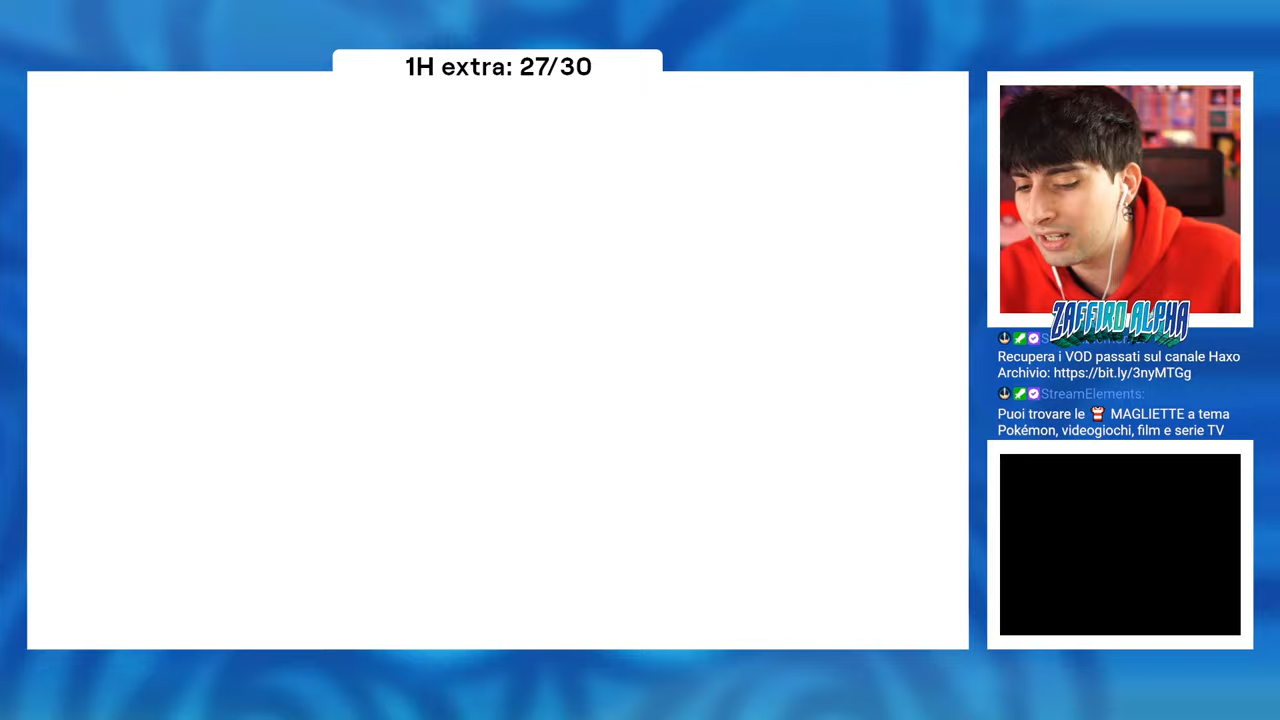 1H extra: 27/30
ZAFFIRO ALPHA
Recupera i VOD passati sul canale Haxo
Archivio: https://bit.ly/3nyMTGg
StreamElements:
Puoi trovare le MAGLIETTE a tema
Pokémon, videogiochi, film e serie TV